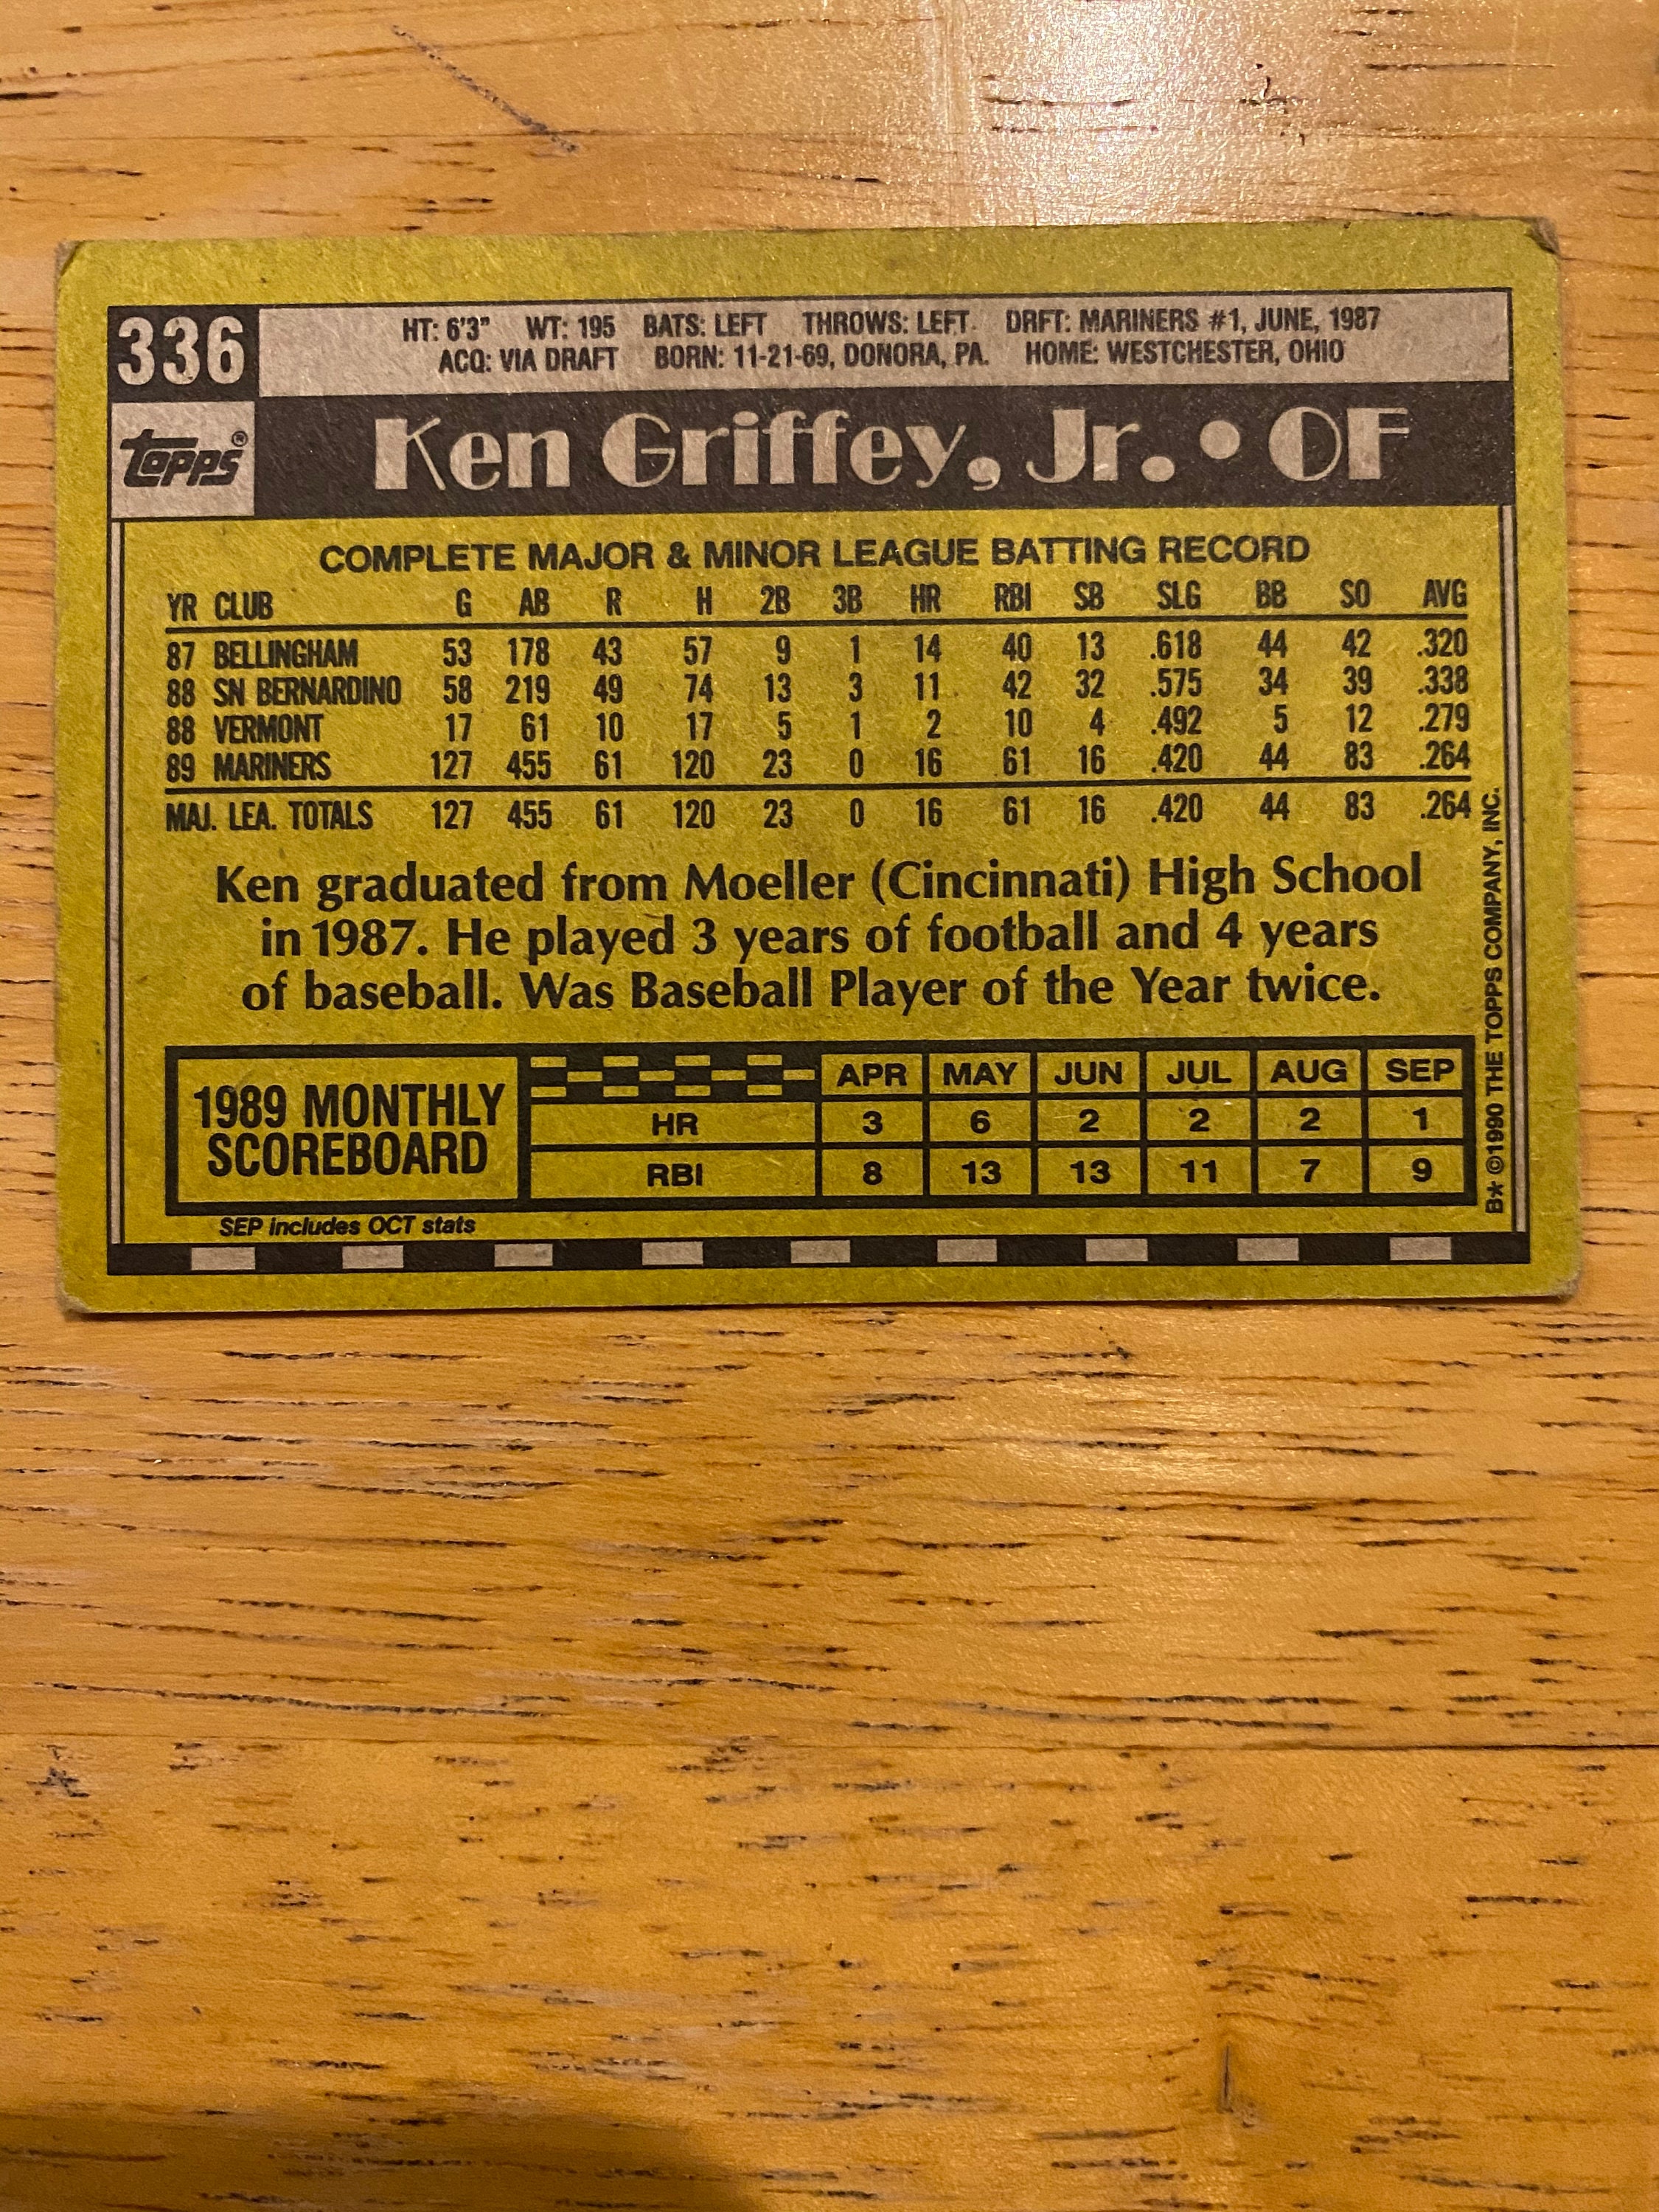 336
HT: 6'3" WT: 195 BATS: LEFT THROWS: LEFT DRFT: MARINERS #1, JUNE, 1987
ACQ: VIA DRAFT BORN: 11-21-69, DONORA, PA. HOME: WESTCHESTER, OHIO
Topps®
Ken Griffey, Jr. • OF
COMPLETE MAJOR & MINOR LEAGUE BATTING RECORD
YR CLUB G AB R H 2B 3B HR RBI SB SLG BB SO AVG
87 BELLINGHAM 53 178 43 57 9 1 14 40 13 .618 44 42 .320
88 SN BERNARDINO 58 219 49 74 13 3 11 42 32 .575 34 39 .338
88 VERMONT 17 61 10 17 5 1 2 10 4 .492 5 12 .279
89 MARINERS 127 455 61 120 23 0 16 61 16 .420 44 83 .264
MAJ. LEA. TOTALS 127 455 61 120 23 0 16 61 16 .420 44 83 .264
Ken graduated from Moeller (Cincinnati) High School
in 1987. He played 3 years of football and 4 years
of baseball. Was Baseball Player of the Year twice.
1989 MONTHLY
SCOREBOARD
APR MAY JUN JUL AUG SEP
HR 3 6 2 2 2 1
RBI 8 13 13 11 7 9
SEP includes OCT stats
B* ©1990 THE TOPPS COMPANY, INC.